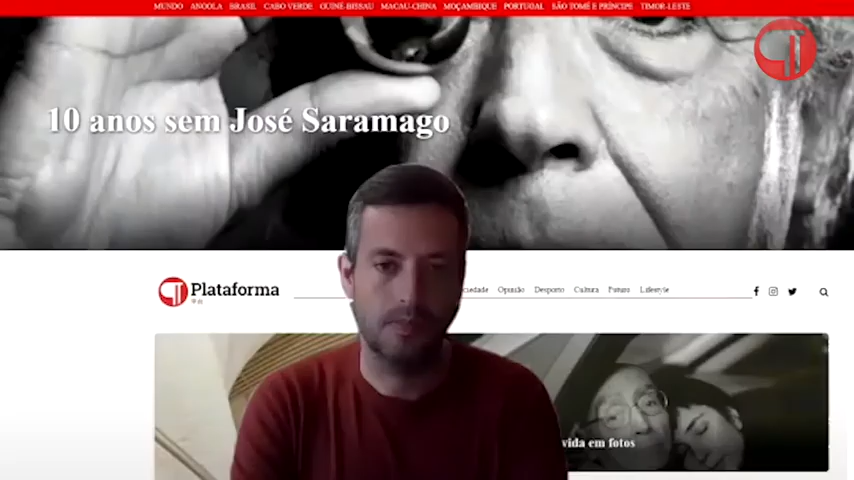 MUNDO ANGOLA BRASIL CABO VERDE GUINÉ-BISSAU MACAU-CHINA MOÇAMBIQUE PORTUGAL SÃO TOMÉ E PRÍNCIPE TIMOR-LESTE
10 anos sem José Saramago
Plataforma
ciedade Opinião Desporto Cultura Futuro Lifestyle
vida em fotos